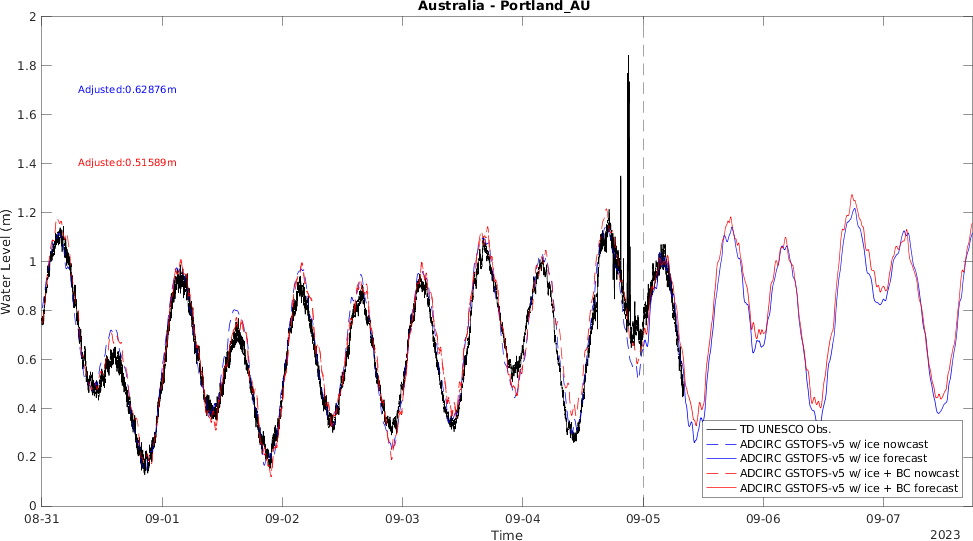 Australia - Portland_AU
2
1.8
1.6
1.4
1.2
1
0.8
0.6
0.4
0.2
0
Water Level (m)
Adjusted:0.62876m
Adjusted:0.51589m
TD UNESCO Obs.
ADCIRC GSTOFS-v5 w/ ice nowcast
ADCIRC GSTOFS-v5 w/ ice forecast
ADCIRC GSTOFS-v5 w/ ice + BC nowcast
ADCIRC GSTOFS-v5 w/ ice + BC forecast
08-31 09-01 09-02 09-03 09-04 09-05 09-06 09-07
Time
2023